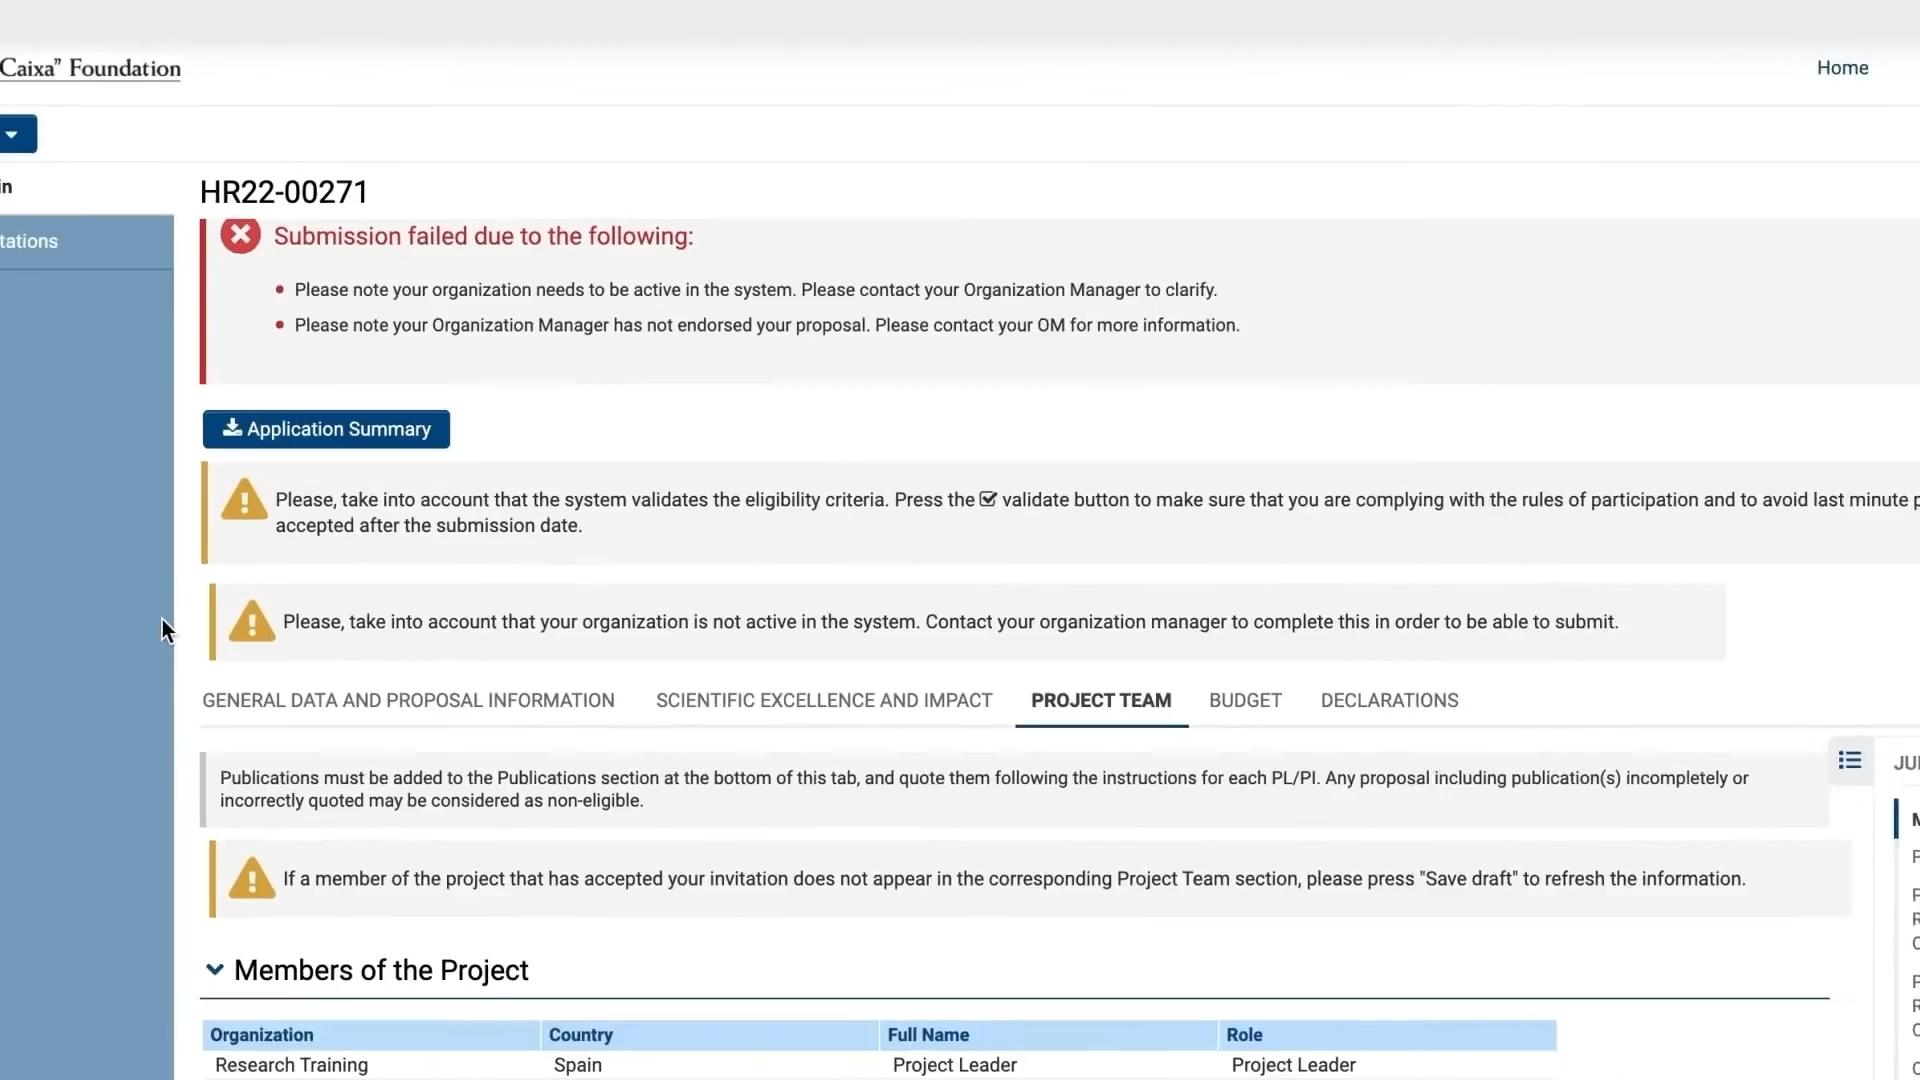 Caixa” Foundation
Home
in
HR22-00271
tations
Submission failed due to the following:
Please note your organization needs to be active in the system. Please contact your Organization Manager to clarify.
Please note your Organization Manager has not endorsed your proposal. Please contact your OM for more information.
Application Summary
Please, take into account that the system validates the eligibility criteria. Press the validate button to make sure that you are complying with the rules of participation and to avoid last minute p
accepted after the submission date.
Please, take into account that your organization is not active in the system. Contact your organization manager to complete this in order to be able to submit.
GENERAL DATA AND PROPOSAL INFORMATION SCIENTIFIC EXCELLENCE AND IMPACT PROJECT TEAM BUDGET DECLARATIONS
JU
Publications must be added to the Publications section at the bottom of this tab, and quote them following the instructions for each PL/PI. Any proposal including publication(s) incompletely or
incorrectly quoted may be considered as non-eligible.
If a member of the project that has accepted your invitation does not appear in the corresponding Project Team section, please press "Save draft" to refresh the information.
Members of the Project
Organization Country Full Name Role
Research Training Spain Project Leader Project Leader